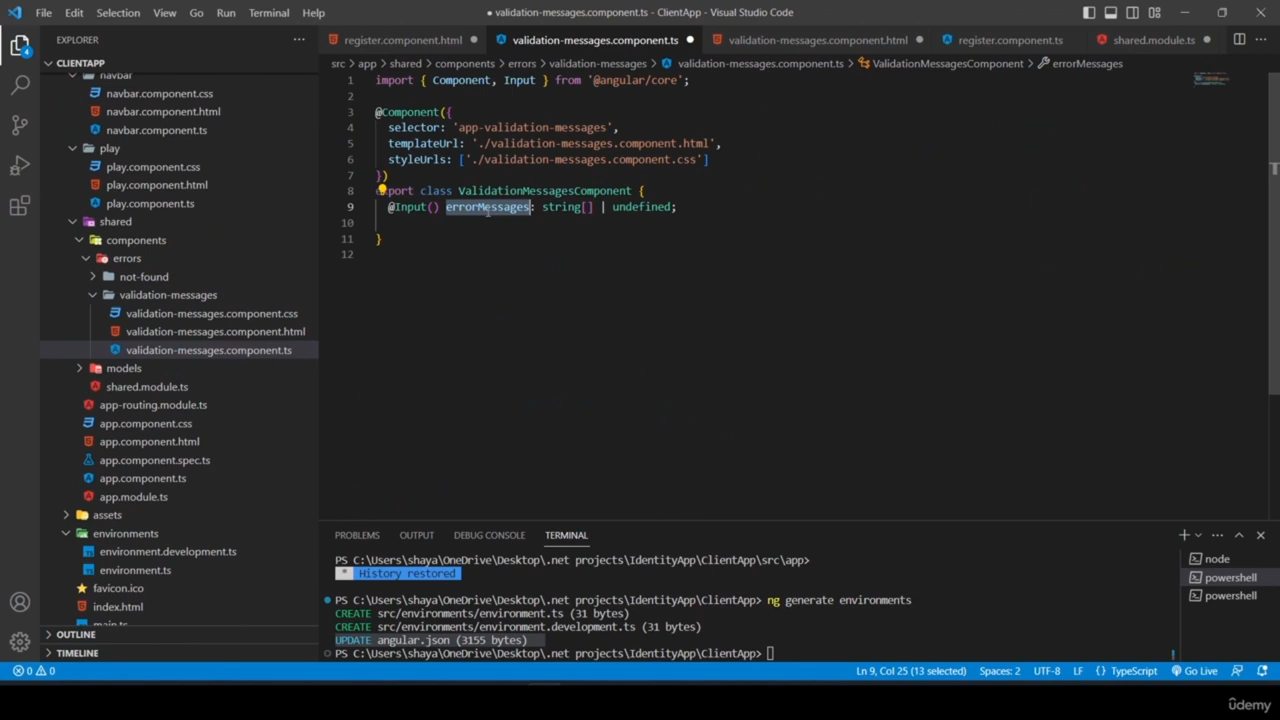 File Edit Selection View Go Run Terminal Help
● validation-messages.component.ts - ClientApp - Visual Studio Code
EXPLORER
CLIENTAPP
navbar
navbar.component.css
navbar.component.html
navbar.component.ts
play
play.component.css
play.component.html
play.component.ts
shared
components
errors
not-found
validation-messages
validation-messages.component.css
validation-messages.component.html
validation-messages.component.ts
models
shared.module.ts
app-routing.module.ts
app.component.css
app.component.html
app.component.spec.ts
app.component.ts
app.module.ts
assets
environments
environment.development.ts
environment.ts
favicon.ico
index.html
main.ts
OUTLINE
TIMELINE
4
register.component.html validation-messages.component.ts validation-messages.component.html register.component.ts shared.module.ts
src > app > shared > components > errors > validation-messages > validation-messages.component.ts > ValidationMessagesComponent > errorMessages
1 import { Component, Input } from '@angular/core';
2
3 @Component({
4 selector: 'app-validation-messages',
5 templateUrl: './validation-messages.component.html',
6 styleUrls: ['./validation-messages.component.css']
7 })
8 export class ValidationMessagesComponent {
9 @Input() errorMessages: string[] | undefined;
10
11 }
12
PROBLEMS OUTPUT DEBUG CONSOLE TERMINAL
PS C:\Users\shaya\OneDrive\Desktop\.net projects\IdentityApp\ClientApp\src\app>
* History restored
PS C:\Users\shaya\OneDrive\Desktop\.net projects\IdentityApp\ClientApp> ng generate environments
CREATE src/environments/environment.ts (31 bytes)
CREATE src/environments/environment.development.ts (31 bytes)
UPDATE angular.json (3155 bytes)
PS C:\Users\shaya\OneDrive\Desktop\.net projects\IdentityApp\ClientApp>
node
powershell
powershell
0 0 Ln 9, Col 25 (13 selected) Spaces: 2 UTF-8 LF {} TypeScript Go Live
ûdemy